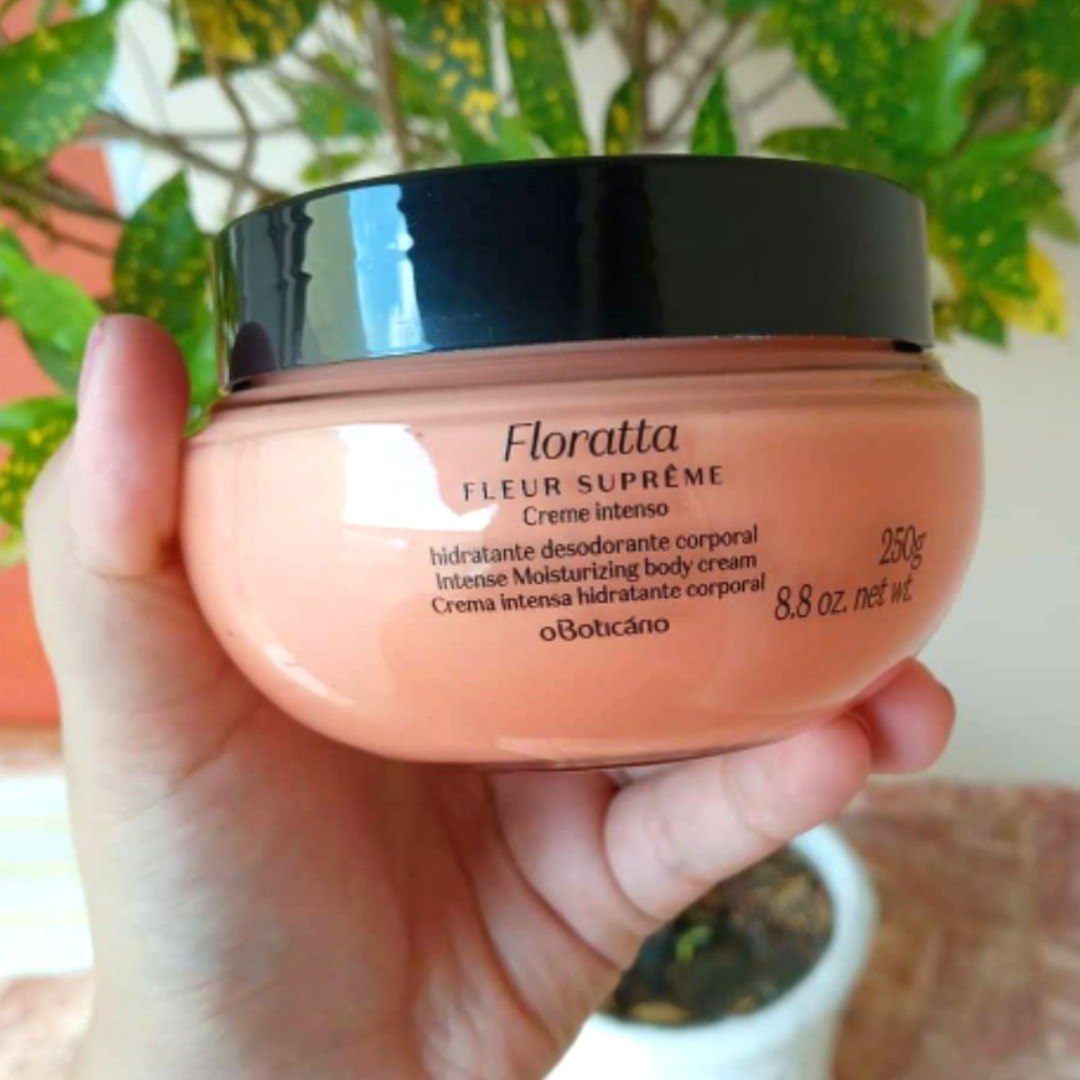 Floratta
FLEUR SUPRÊME
Creme intenso
hidratante desodorante corporal
Intense Moisturizing body cream
Crema intensa hidratante corporal
oBoticário
250g
8.8 oz. net wt.